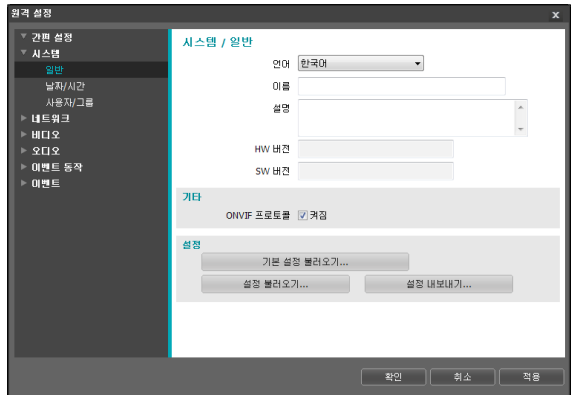 원격 설정
간편 설정
시스템
일반
날짜/시간
사용자/그룹
네트워크
비디오
오디오
이벤트 동작
이벤트
시스템 / 일반
언어 한국어
이름
설명
HW 버전
SW 버전
기타
ONVIF 프로토콜 켜짐
설정
기본 설정 불러오기...
설정 불러오기... 설정 내보내기...
확인 취소 적용